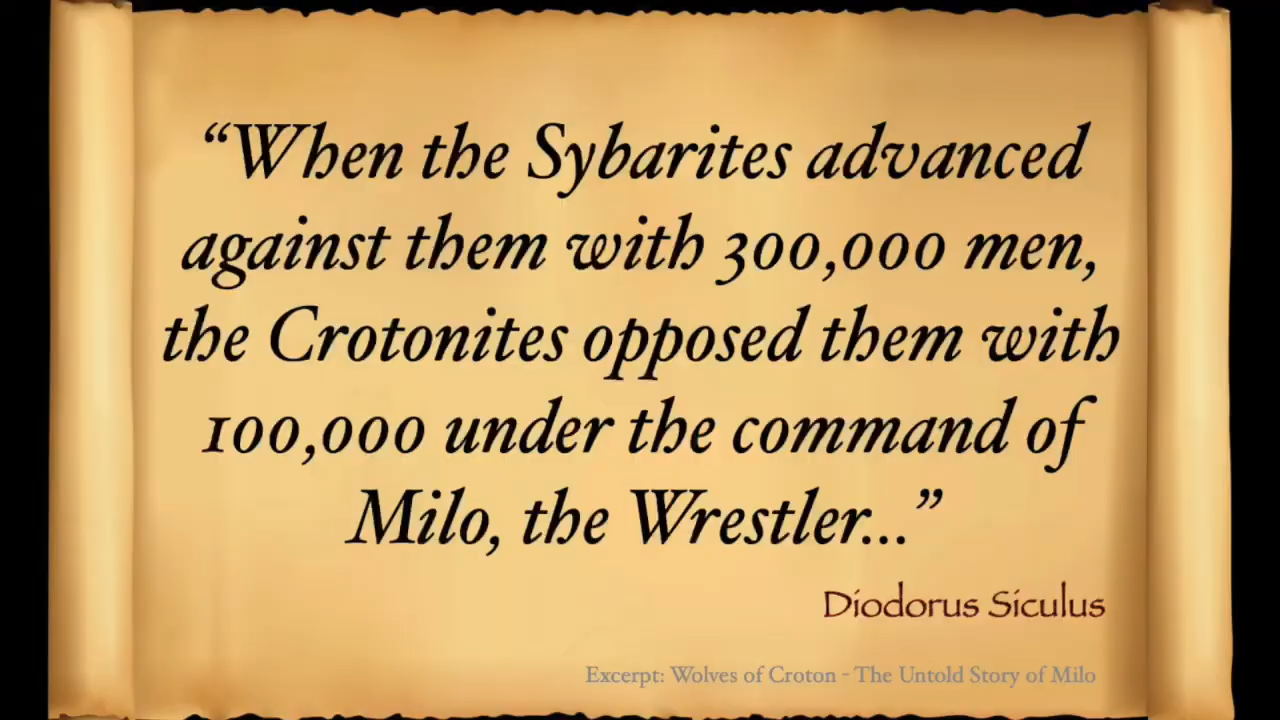 “When the Sybarites advanced
against them with 300,000 men,
the Crotonites opposed them with
100,000 under the command of
Milo, the Wrestler...”
Diodorus Siculus
Excerpt: Wolves of Croton - The Untold Story of Milo